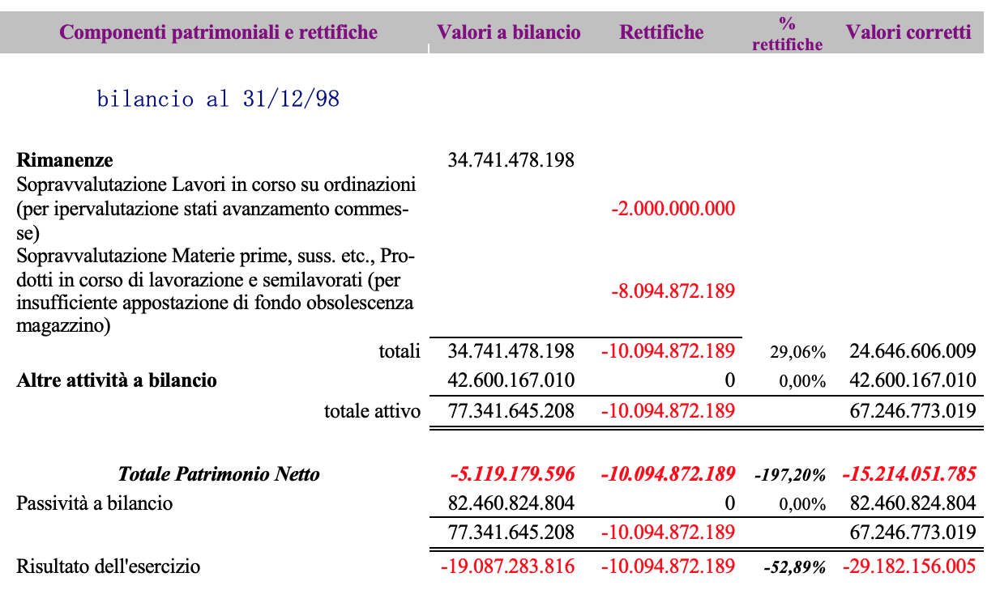 Componenti patrimoniali e rettifiche Valori a bilancio Rettifiche % rettifiche Valori corretti
bilancio al 31/12/98
Rimanenze 34.741.478.198
Sopravvalutazione Lavori in corso su ordinazioni
(per ipervalutazione stati avanzamento commes- -2.000.000.000
se)
Sopravvalutazione Materie prime, suss. etc., Pro-
dotti in corso di lavorazione e semilavorati (per -8.094.872.189
insufficiente appostazione di fondo obsolescenza
magazzino)
totali 34.741.478.198 -10.094.872.189 29,06% 24.646.606.009
Altre attività a bilancio 42.600.167.010 0 0,00% 42.600.167.010
totale attivo 77.341.645.208 -10.094.872.189 67.246.773.019
Totale Patrimonio Netto -5.119.179.596 -10.094.872.189 -197,20% -15.214.051.785
Passività a bilancio 82.460.824.804 0 0,00% 82.460.824.804
77.341.645.208 -10.094.872.189 67.246.773.019
Risultato dell'esercizio -19.087.283.816 -10.094.872.189 -52,89% -29.182.156.005